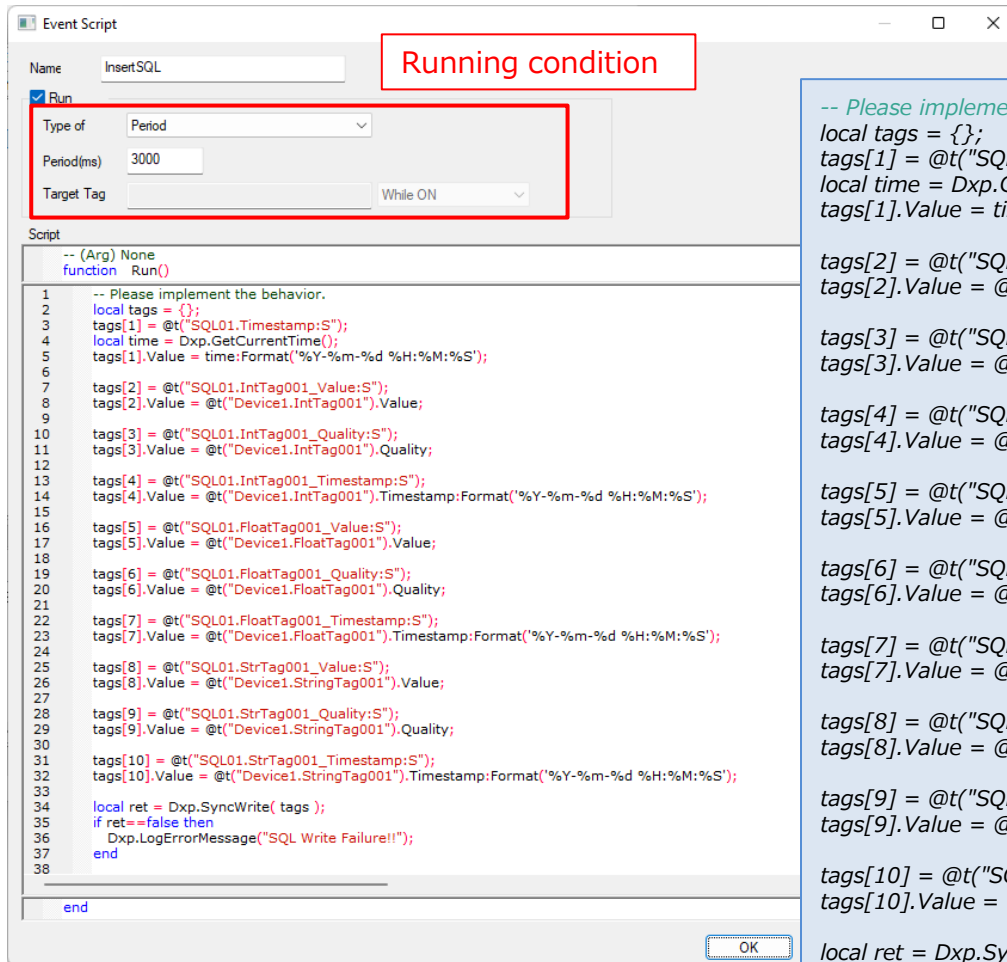 Event Script
Running condition
Name InsertSQL
Run
Type of Period
Period(ms) 3000
Target Tag While ON
Script
-- (Arg) None
function Run()
1 -- Please implement the behavior.
2 local tags = {};
3 tags[1] = @t("SQL01.Timestamp:S");
4 local time = Dxp.GetCurrentTime();
5 tags[1].Value = time:Format('%Y-%m-%d %H:%M:%S');
6
7 tags[2] = @t("SQL01.IntTag001_Value:S");
8 tags[2].Value = @t("Device1.IntTag001").Value;
9
10 tags[3] = @t("SQL01.IntTag001_Quality:S");
11 tags[3].Value = @t("Device1.IntTag001").Quality;
12
13 tags[4] = @t("SQL01.IntTag001_Timestamp:S");
14 tags[4].Value = @t("Device1.IntTag001").Timestamp:Format('%Y-%m-%d %H:%M:%S');
15
16 tags[5] = @t("SQL01.FloatTag001_Value:S");
17 tags[5].Value = @t("Device1.FloatTag001").Value;
18
19 tags[6] = @t("SQL01.FloatTag001_Quality:S");
20 tags[6].Value = @t("Device1.FloatTag001").Quality;
21
22 tags[7] = @t("SQL01.FloatTag001_Timestamp:S");
23 tags[7].Value = @t("Device1.FloatTag001").Timestamp:Format('%Y-%m-%d %H:%M:%S');
24
25 tags[8] = @t("SQL01.StrTag001_Value:S");
26 tags[8].Value = @t("Device1.StringTag001").Value;
27
28 tags[9] = @t("SQL01.StrTag001_Quality:S");
29 tags[9].Value = @t("Device1.StringTag001").Quality;
30
31 tags[10] = @t("SQL01.StrTag001_Timestamp:S");
32 tags[10].Value = @t("Device1.StringTag001").Timestamp:Format('%Y-%m-%d %H:%M:%S');
33
34 local ret = Dxp.SyncWrite( tags );
35 if ret==false then
36 Dxp.LogErrorMessage("SQL Write Failure!!");
37 end
38
end
OK
-- Please impleme
local tags = {};
tags[1] = @t("SQ
local time = Dxp.
tags[1].Value = ti
tags[2] = @t("SQ
tags[2].Value = @
tags[3] = @t("SQ
tags[3].Value = @
tags[4] = @t("SQ
tags[4].Value = @
tags[5] = @t("SQ
tags[5].Value = @
tags[6] = @t("SQ
tags[6].Value = @
tags[7] = @t("SQ
tags[7].Value = @
tags[8] = @t("SQ
tags[8].Value = @
tags[9] = @t("SQ
tags[9].Value = @
tags[10] = @t("S
tags[10].Value =
local ret = Dxp.Sy